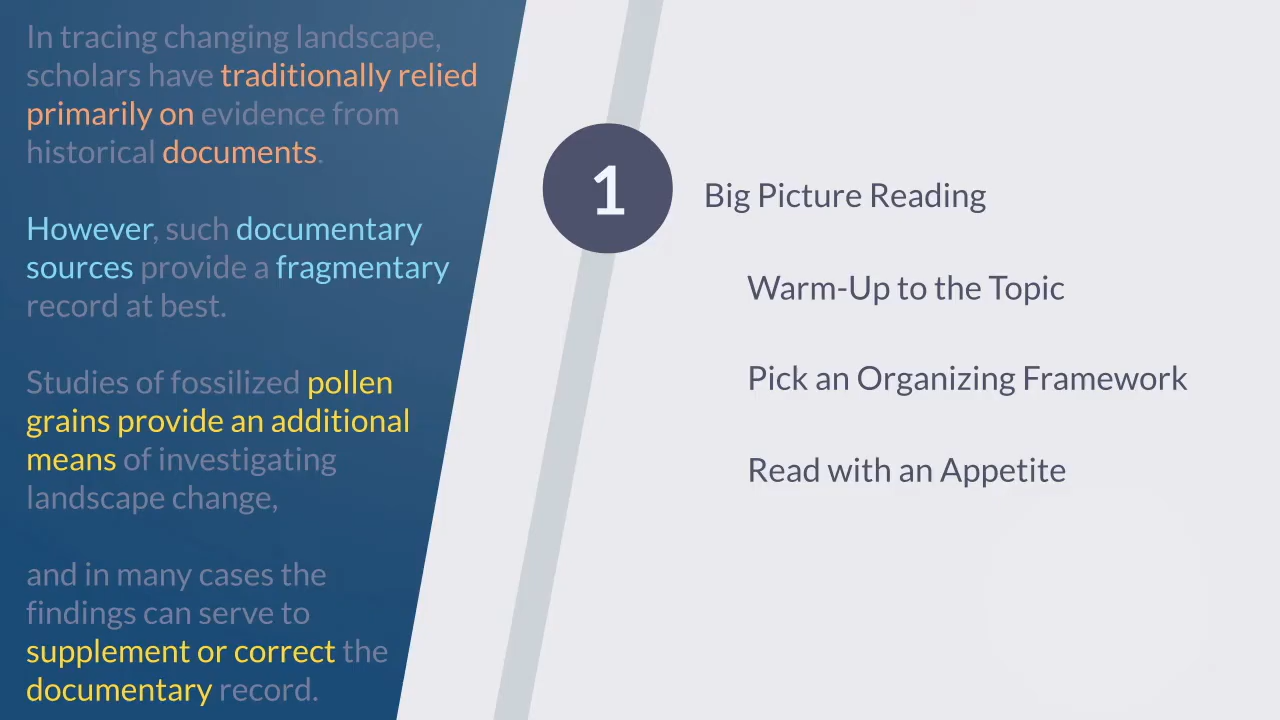 In tracing changing landscape,
scholars have traditionally relied
primarily on evidence from
historical documents.
However, such documentary
sources provide a fragmentary
record at best.
Studies of fossilized pollen
grains provide an additional
means of investigating
landscape change,
and in many cases the
findings can serve to
supplement or correct the
documentary record.
1
Big Picture Reading
Warm-Up to the Topic
Pick an Organizing Framework
Read with an Appetite